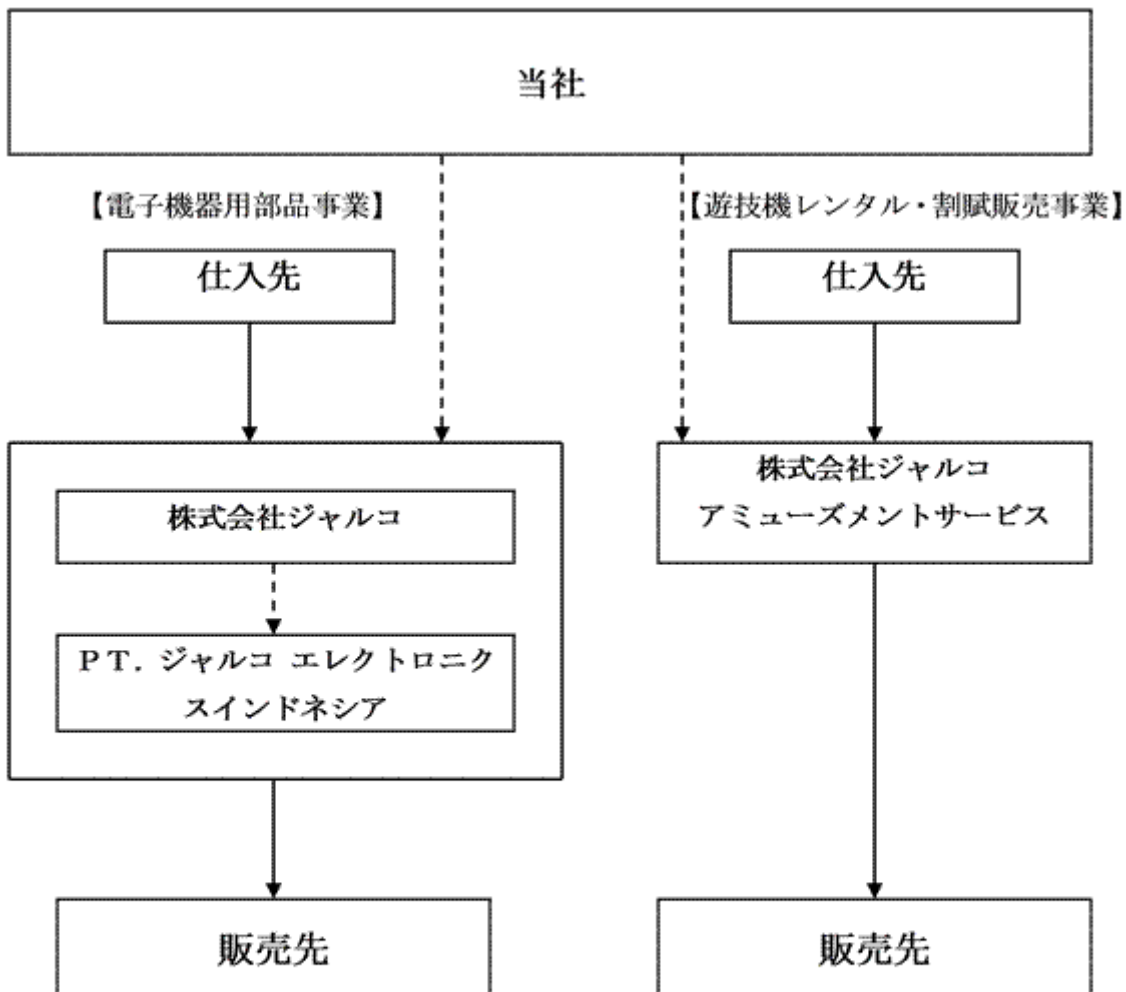 当社
【電子機器用部品事業】
【遊技機レンタル・割賦販売事業】
仕入先
仕入先
株式会社ジャルコ
PT. ジャルコ エレクトロニク
スインドネシア
株式会社ジャルコ
アミューズメントサービス
販売先
販売先